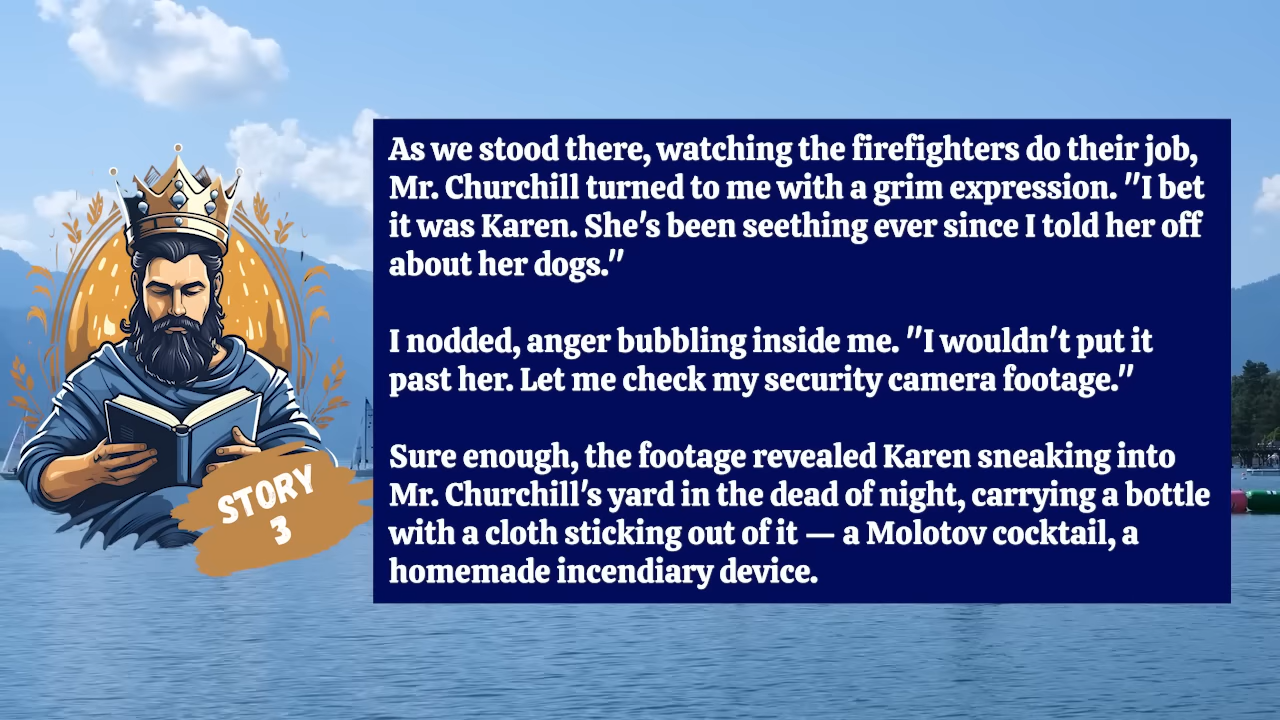 As we stood there, watching the firefighters do their job,
Mr. Churchill turned to me with a grim expression. "I bet
it was Karen. She's been seething ever since I told her off
about her dogs."
I nodded, anger bubbling inside me. "I wouldn't put it
past her. Let me check my security camera footage."
Sure enough, the footage revealed Karen sneaking into
Mr. Churchill's yard in the dead of night, carrying a bottle
with a cloth sticking out of it — a Molotov cocktail, a
homemade incendiary device.
STORY
3